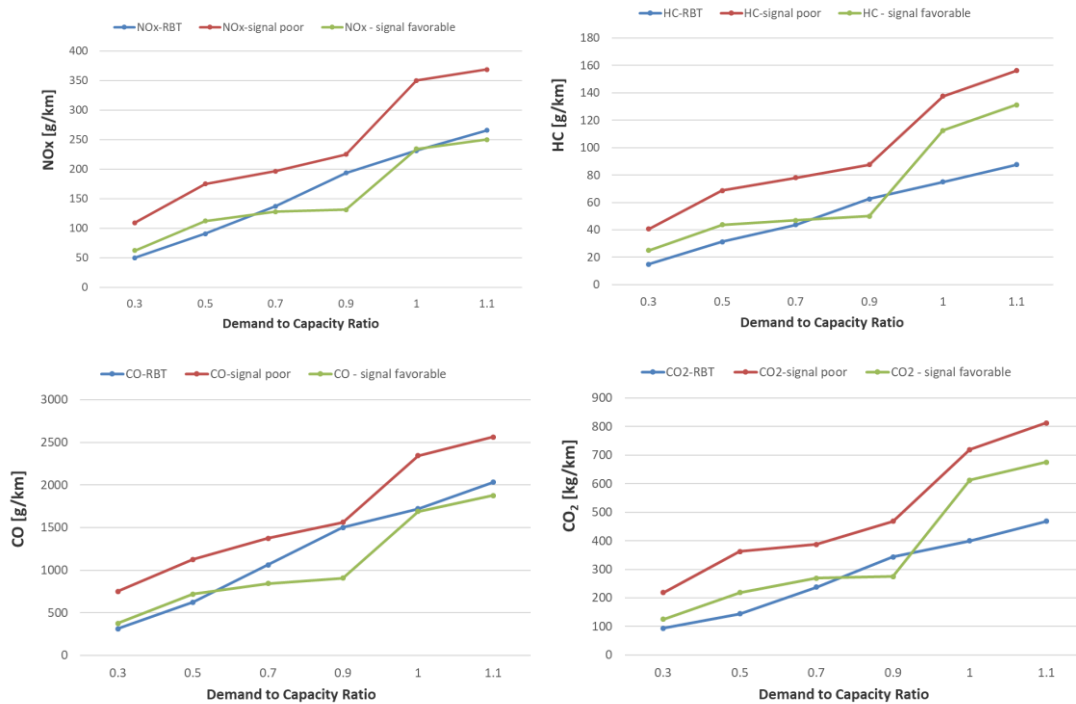 NOx-RBT NOx-signal poor NOx - signal favorable
NOx [g/km]
400
350
300
250
200
150
100
50
0
0.3 0.5 0.7 0.9 1 1.1
Demand to Capacity Ratio
HC-RBT HC-signal poor HC - signal favorable
HC [g/km]
180
160
140
120
100
80
60
40
20
0
0.3 0.5 0.7 0.9 1 1.1
Demand to Capacity Ratio
CO-RBT CO-signal poor CO - signal favorable
CO [g/km]
3000
2500
2000
1500
1000
500
0
0.3 0.5 0.7 0.9 1 1.1
Demand to Capacity Ratio
CO2-RBT CO2-signal poor CO2 - signal favorable
CO₂ [kg/km]
900
800
700
600
500
400
300
200
100
0
0.3 0.5 0.7 0.9 1 1.1
Demand to Capacity Ratio